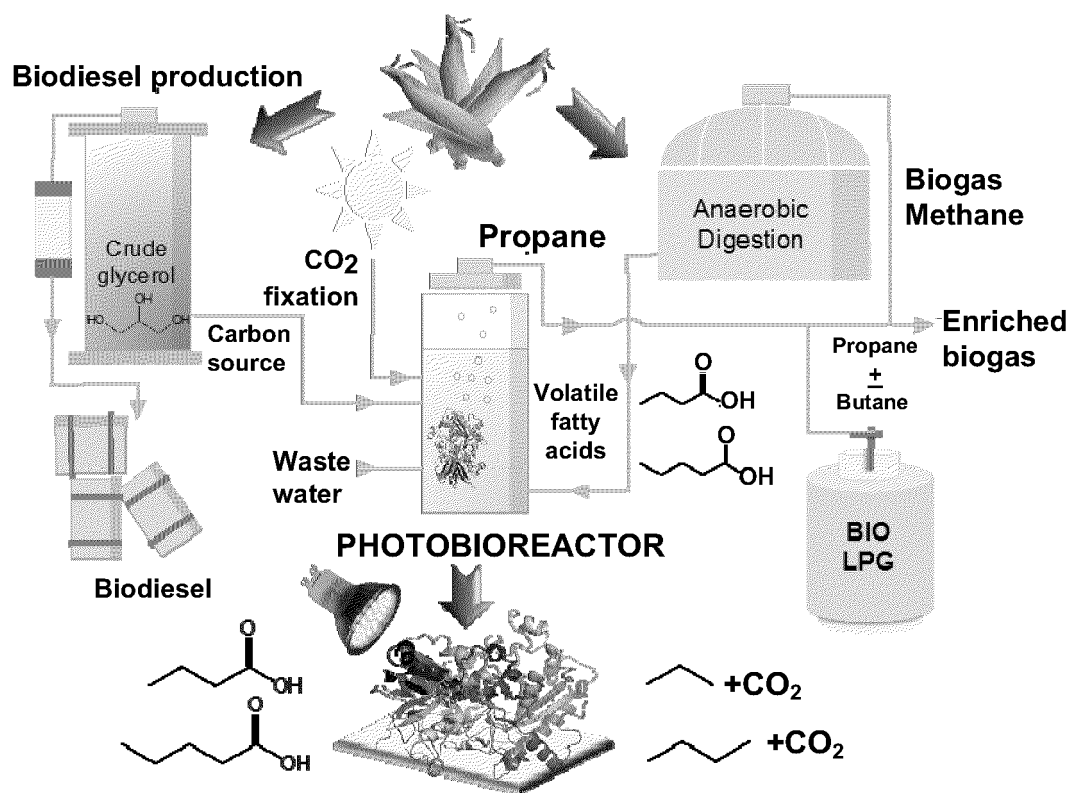 Biodiesel production
Crude
glycerol
OH
HO
OH
CO2
fixation
Carbon
source
Propane
Anaerobic
Digestion
Biogas
Methane
Enriched
biogas
Propane
±
Butane
Volatile
fatty
acids
O
OH
O
OH
Waste
water
BIO
LPG
PHOTOBIOREACTOR
Biodiesel
O
OH
O
OH
+CO2
+CO2